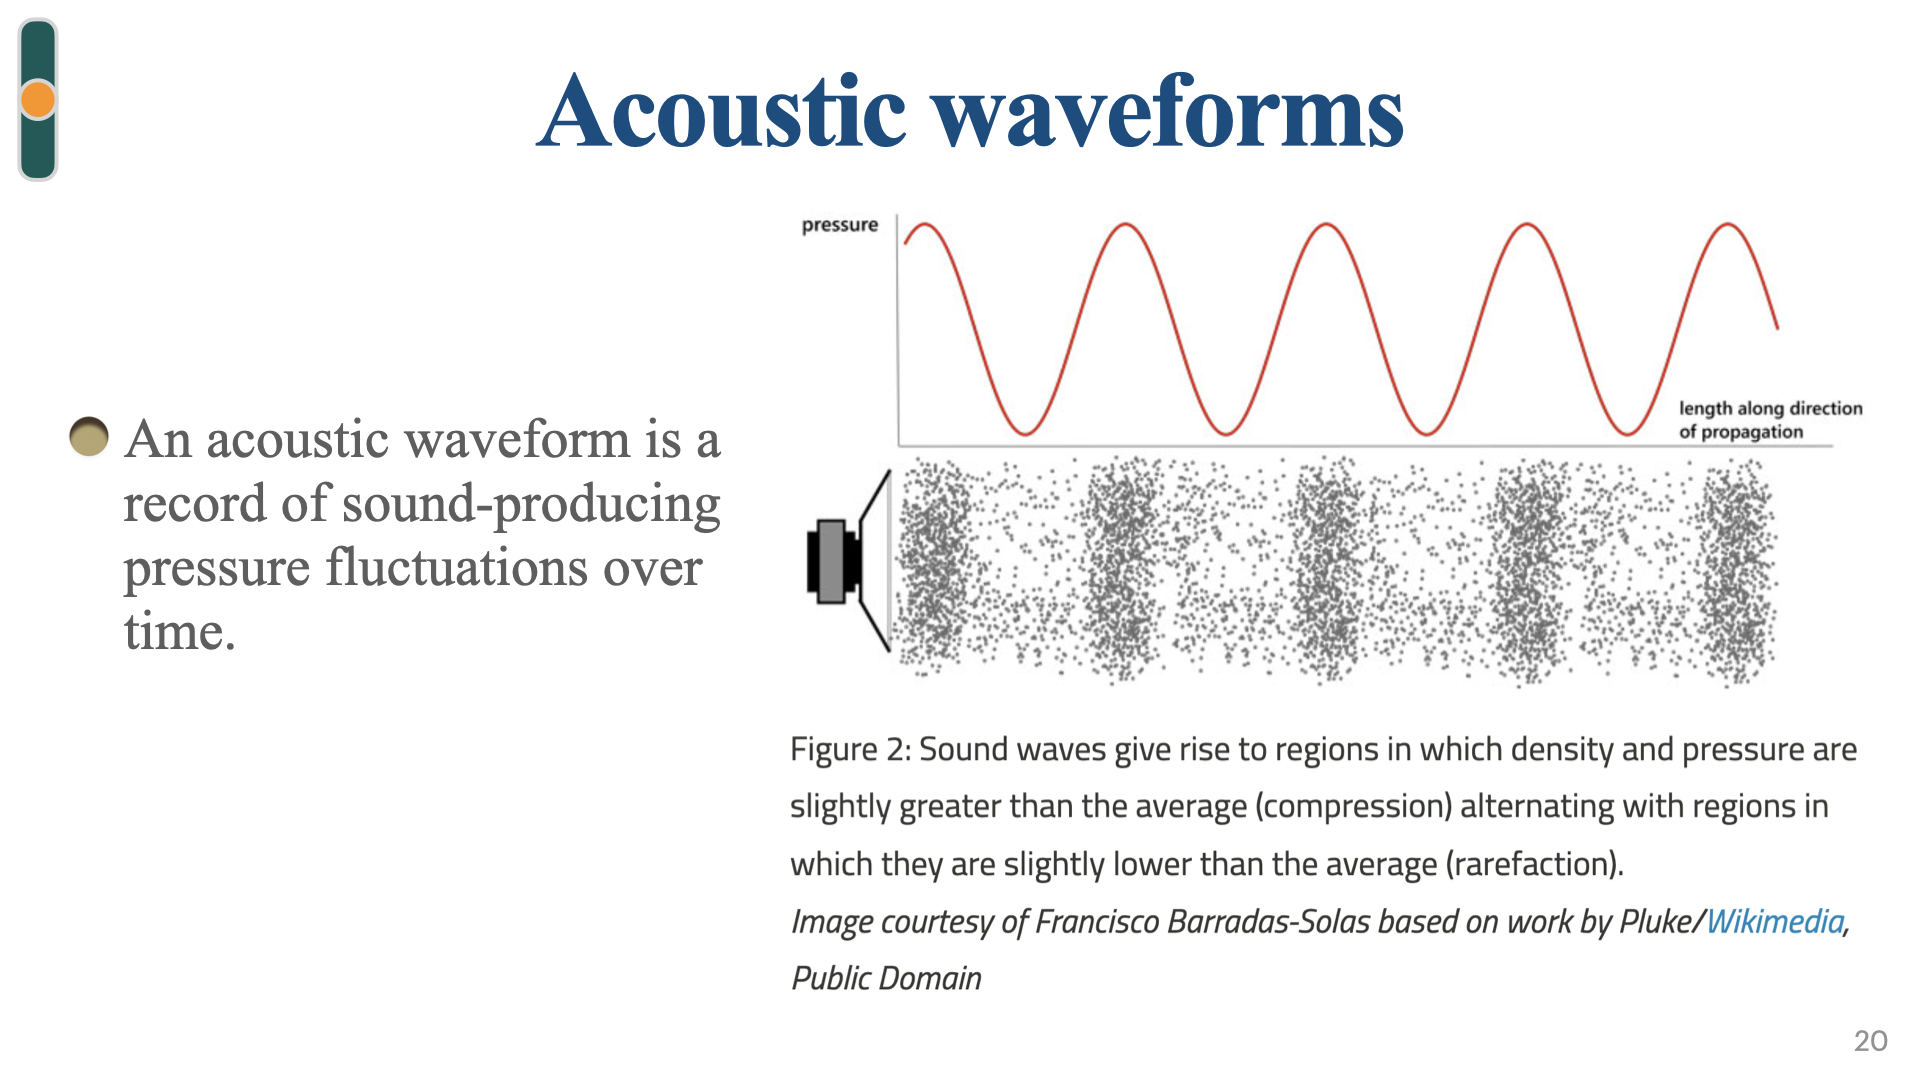 Acoustic waveforms
An acoustic waveform is a
record of sound-producing
pressure fluctuations over
time.
pressure
length along direction
of propagation
Figure 2: Sound waves give rise to regions in which density and pressure are
slightly greater than the average (compression) alternating with regions in
which they are slightly lower than the average (rarefaction).
Image courtesy of Francisco Barradas-Solas based on work by Pluke/Wikimedia,
Public Domain
20